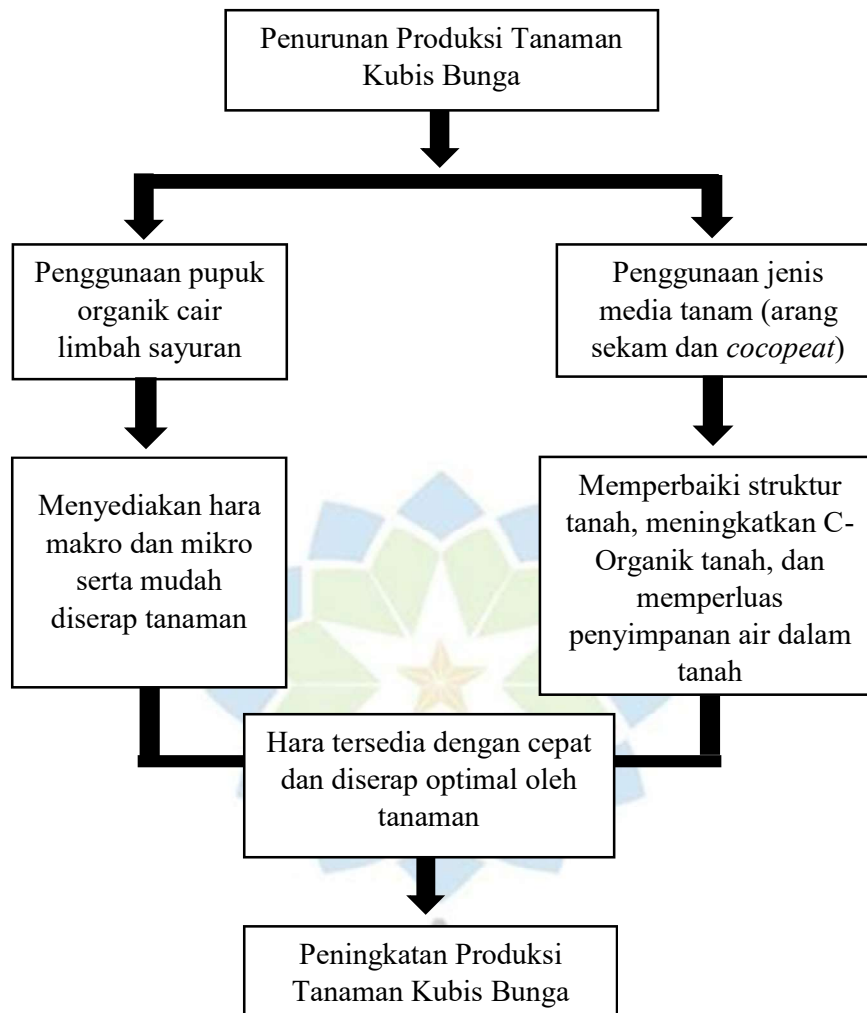 Penurunan Produksi Tanaman
Kubis Bunga
Penggunaan pupuk
organik cair
limbah sayuran
Penggunaan jenis
media tanam (arang
sekam dan cocopeat)
Menyediakan hara
makro dan mikro
serta mudah
diserap tanaman
Memperbaiki struktur
tanah, meningkatkan C-
Organik tanah, dan
memperluas
penyimpanan air dalam
tanah
Hara tersedia dengan cepat
dan diserap optimal oleh
tanaman
Peningkatan Produksi
Tanaman Kubis Bunga